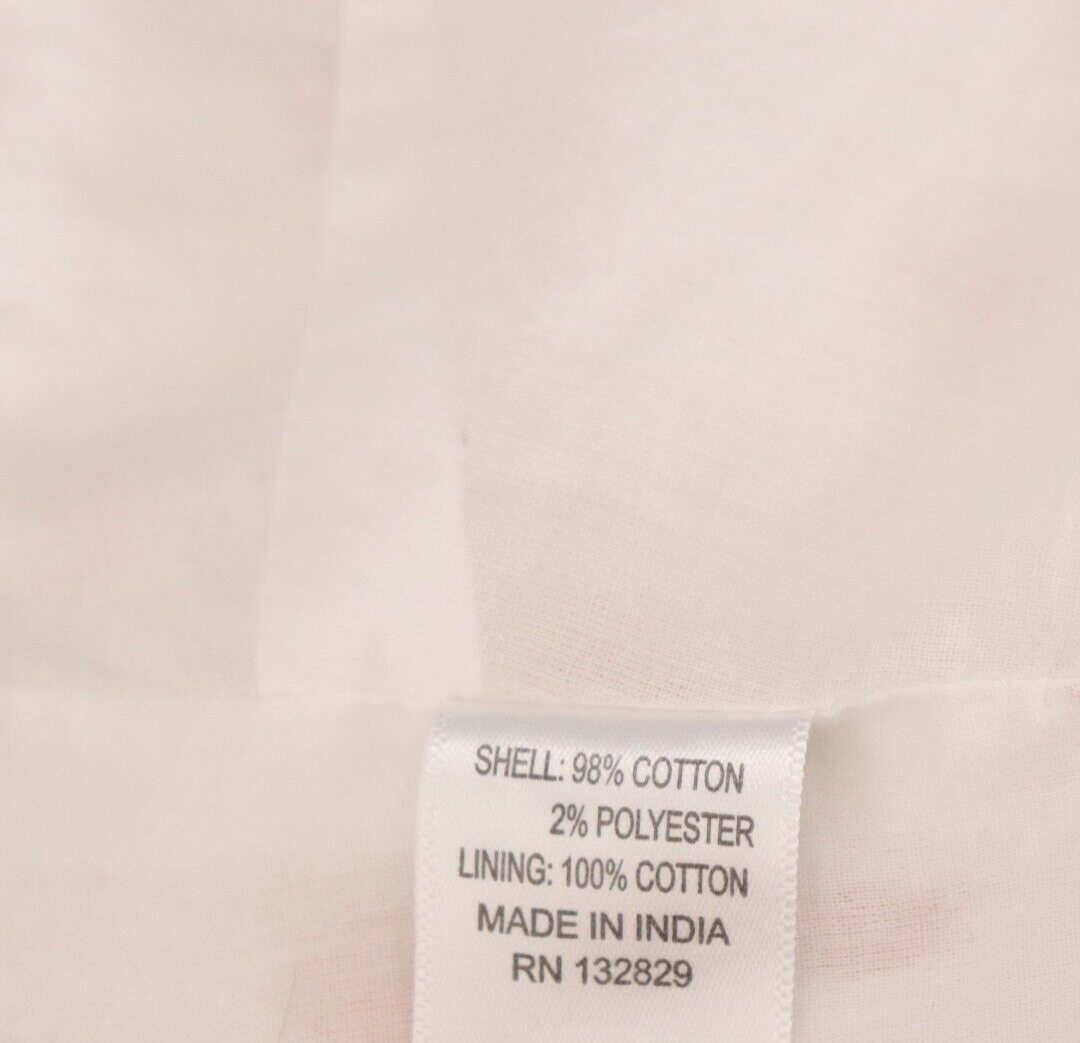 SHELL: 98% COTTON
2% POLYESTER
LINING: 100% COTTON
MADE IN INDIA
RN 132829